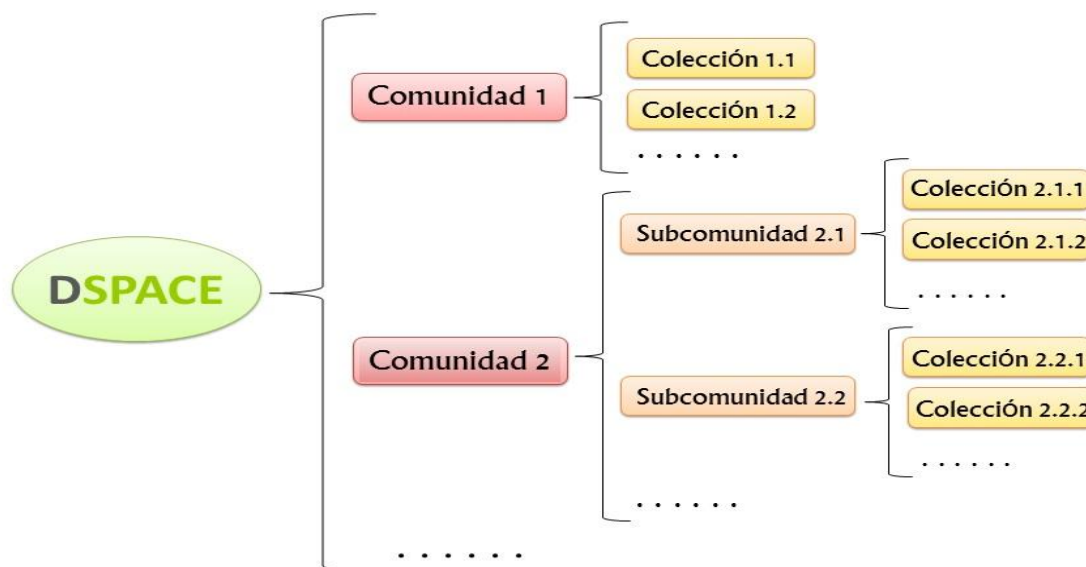 DSPACE
Comunidad 1
Colección 1.1
Colección 1.2
. . . . . .
Comunidad 2
Subcomunidad 2.1
Colección 2.1.1
Colección 2.1.2
. . . . . .
Subcomunidad 2.2
Colección 2.2.1
Colección 2.2.2
. . . . . .
. . . . . .
. . . . . .